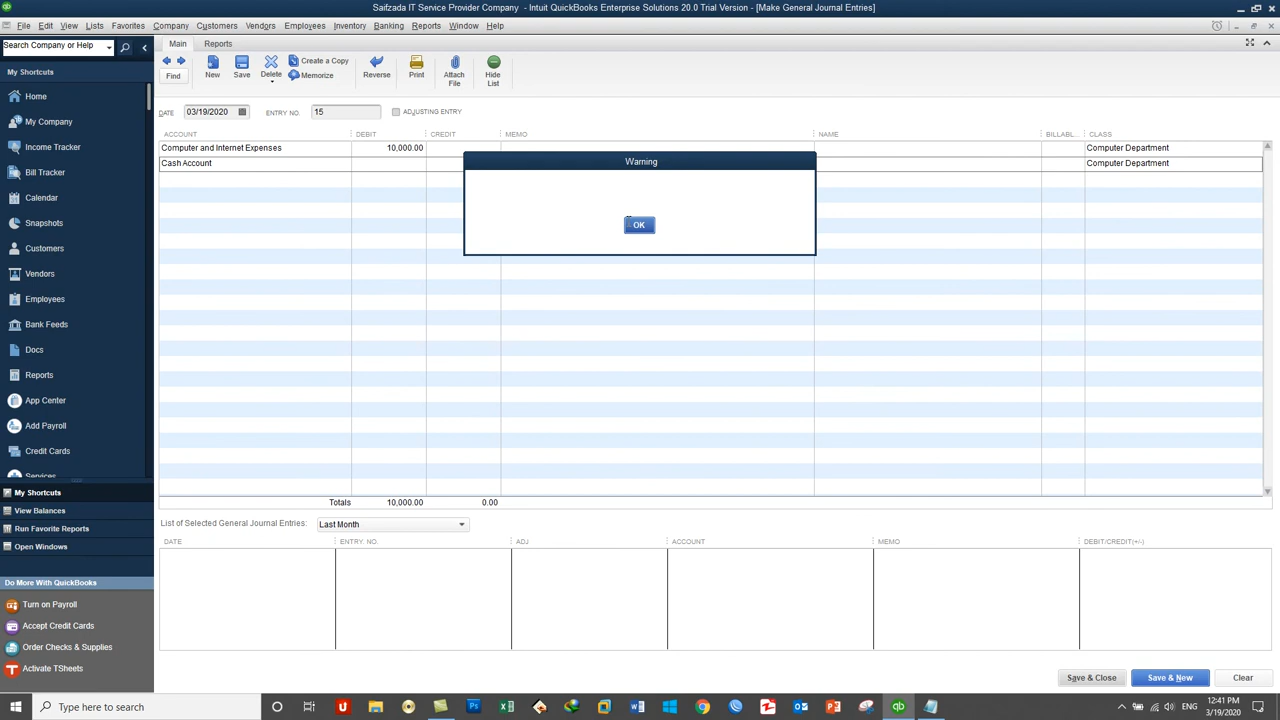 Saifzada IT Service Provider Company - Intuit QuickBooks Enterprise Solutions 20.0 Trial Version - [Make General Journal Entries]
File Edit View Lists Favorites Company Customers Vendors Employees Inventory Banking Reports Window Help
Search Company or Help
Main Reports
My Shortcuts
Find
New
Save
Delete
Create a Copy
Memorize
Reverse
Print
Attach File
Hide List
DATE 03/19/2020 ENTRY NO. 15 ADJUSTING ENTRY
ACCOUNT DEBIT CREDIT MEMO NAME BILLABL... CLASS
Computer and Internet Expenses 10,000.00 Computer Department
Cash Account Computer Department
Warning
OK
Home
My Company
Income Tracker
Bill Tracker
Calendar
Snapshots
Customers
Vendors
Employees
Bank Feeds
Docs
Reports
App Center
Add Payroll
Credit Cards
Services
My Shortcuts
View Balances
Run Favorite Reports
Open Windows
Do More With QuickBooks
Turn on Payroll
Accept Credit Cards
Order Checks & Supplies
Activate TSheets
Totals 10,000.00 0.00
List of Selected General Journal Entries: Last Month
DATE ENTRY. NO. ADJ ACCOUNT MEMO DEBIT/CREDIT(+/-)
Save & Close Save & New Clear
Type here to search
12:41 PM
3/19/2020